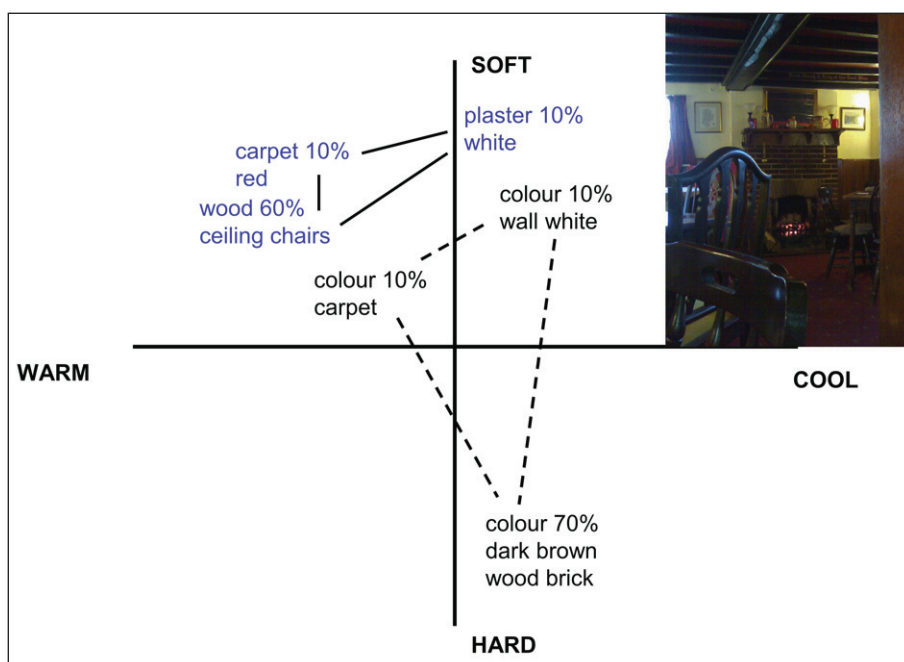 SOFT
plaster 10%
white
carpet 10%
red
wood 60%
ceiling chairs
colour 10%
wall white
colour 10%
carpet
WARM
COOL
colour 70%
dark brown
wood brick
HARD